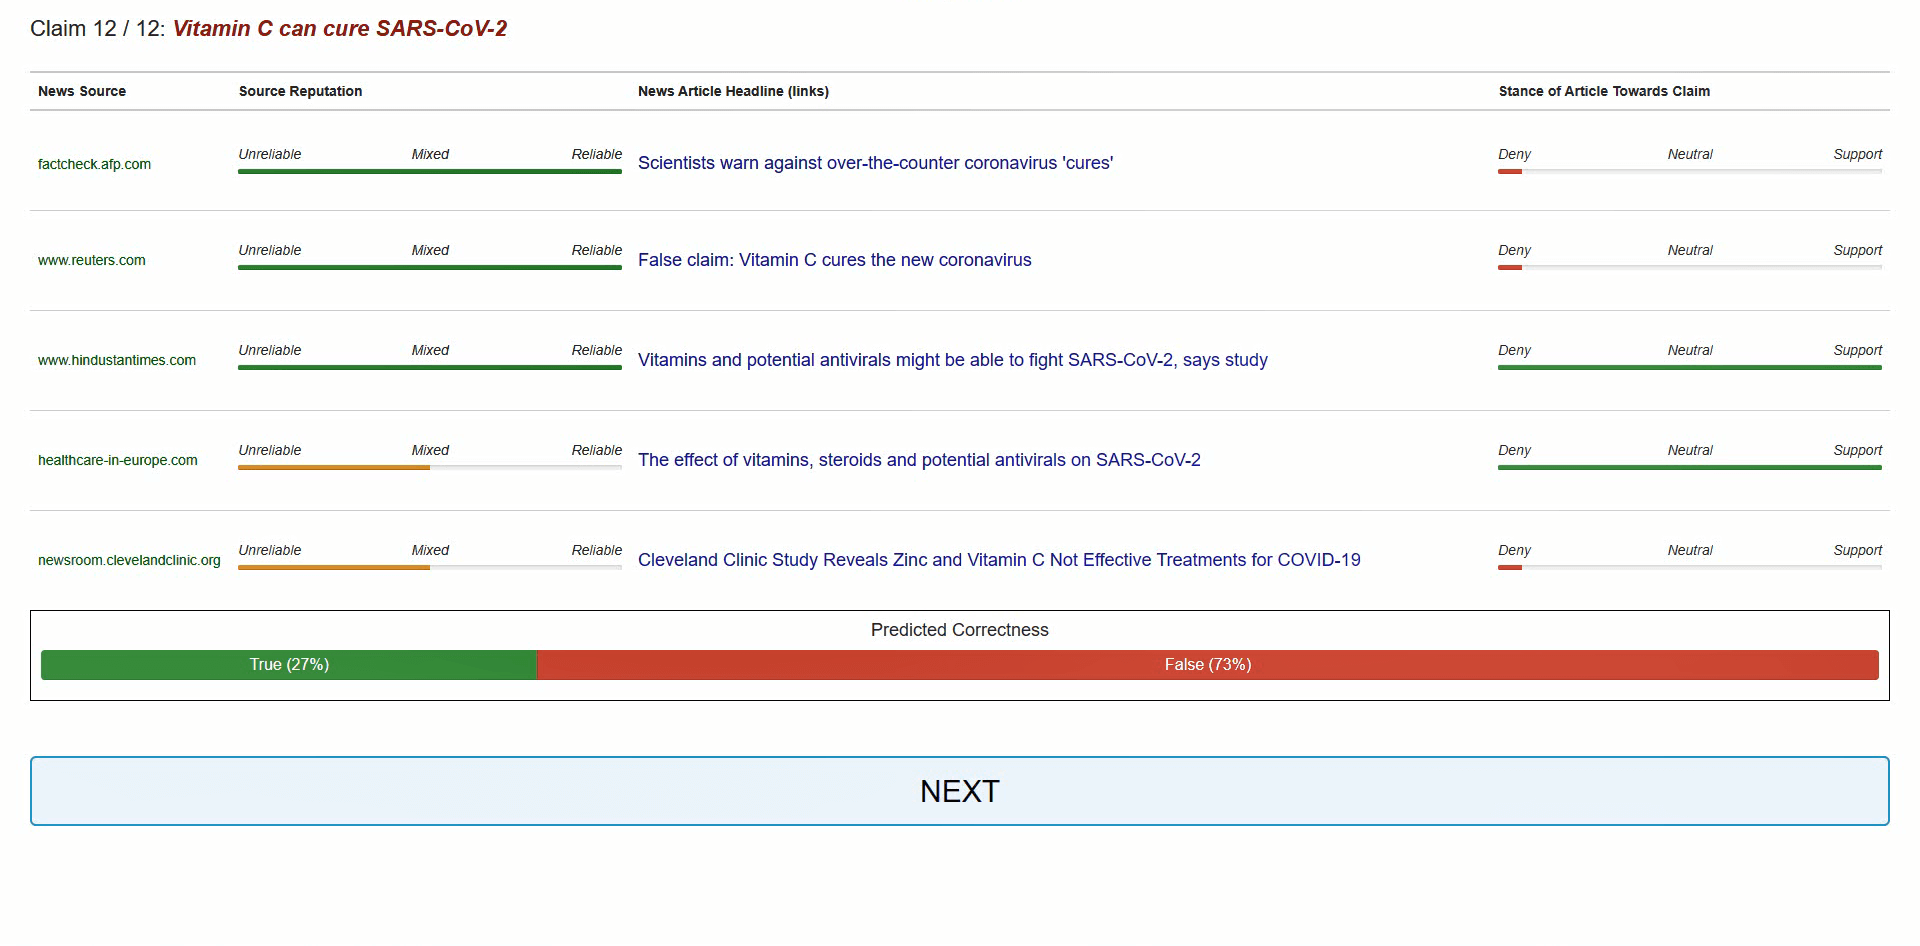 Claim 12 / 12: Vitamin C can cure SARS-CoV-2
News Source Source Reputation News Article Headline (links) Stance of Article Towards Claim
factcheck.afp.com Unreliable Mixed Reliable Scientists warn against over-the-counter coronavirus 'cures' Deny Neutral Support
www.reuters.com Unreliable Mixed Reliable False claim: Vitamin C cures the new coronavirus Deny Neutral Support
www.hindustantimes.com Unreliable Mixed Reliable Vitamins and potential antivirals might be able to fight SARS-CoV-2, says study Deny Neutral Support
healthcare-in-europe.com Unreliable Mixed Reliable The effect of vitamins, steroids and potential antivirals on SARS-CoV-2 Deny Neutral Support
newsroom.clevelandclinic.org Unreliable Mixed Reliable Cleveland Clinic Study Reveals Zinc and Vitamin C Not Effective Treatments for COVID-19 Deny Neutral Support
Predicted Correctness
True (27%) False (73%)
NEXT